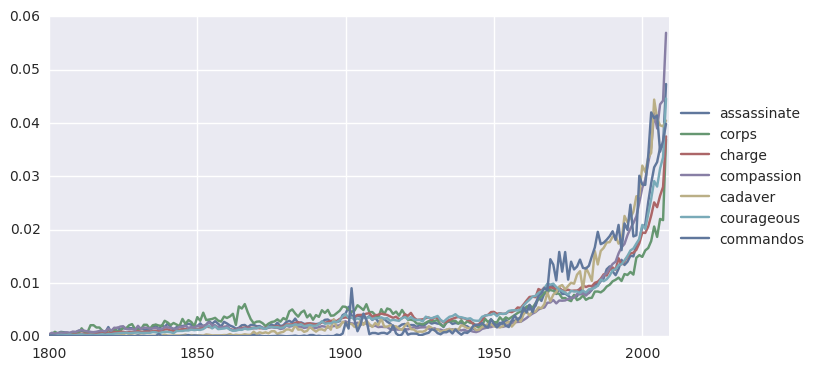 0.06
0.05
0.04
0.03
0.02
0.01
0.00
1800
1850
1900
1950
2000
assassinate
corps
charge
compassion
cadaver
courageous
commandos